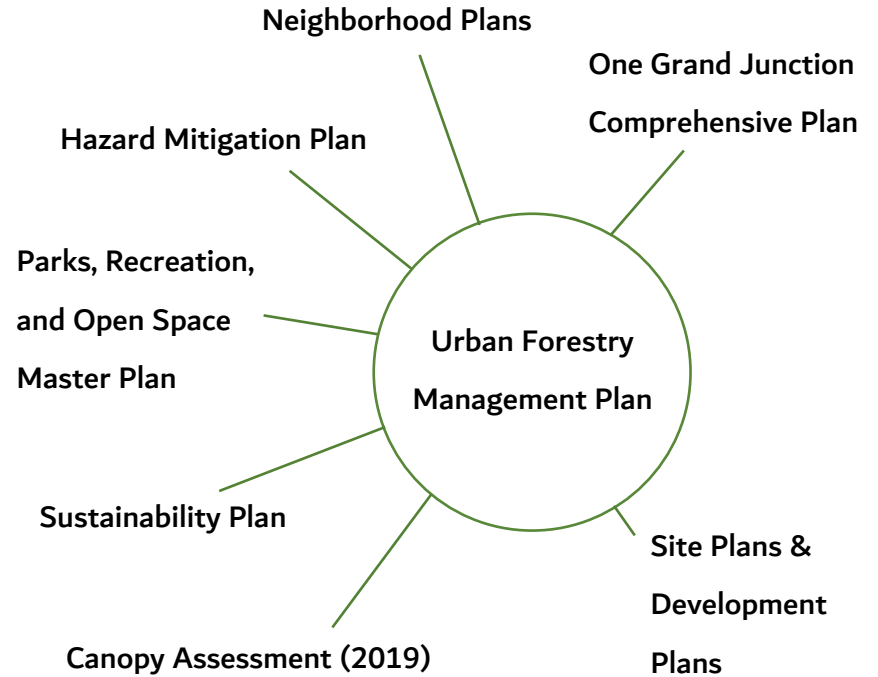 Neighborhood Plans
One Grand Junction
Comprehensive Plan
Hazard Mitigation Plan
Parks, Recreation,
and Open Space
Master Plan
Urban Forestry
Management Plan
Sustainability Plan
Site Plans &
Development
Plans
Canopy Assessment (2019)